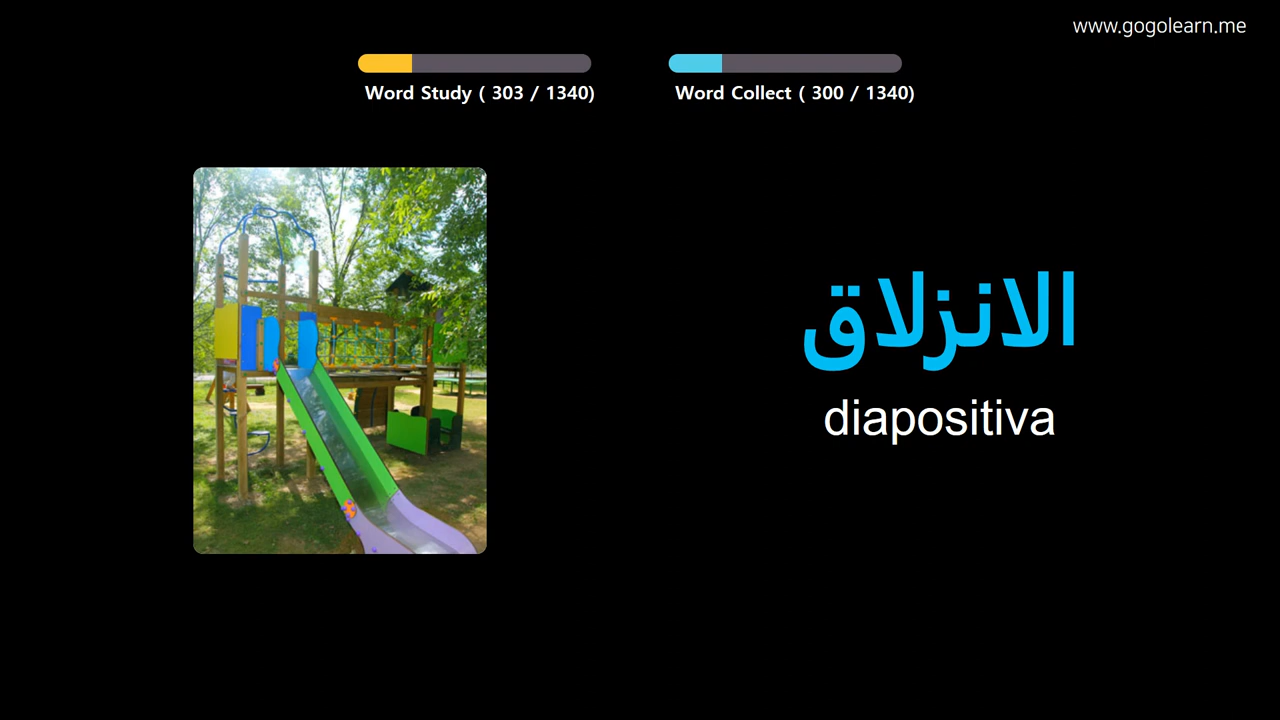 www.gogolearn.me
Word Study ( 303 / 1340)
Word Collect ( 300 / 1340)
الانزلاق
diapositiva